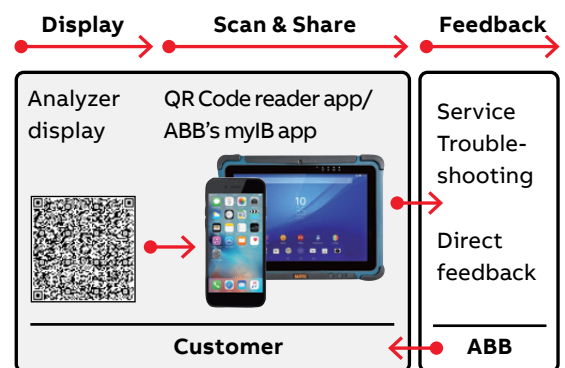 Display Scan & Share Feedback
Analyzer
display
QR Code reader app/
ABB's myIB app
10
Service
Trouble-
shooting
Direct
feedback
Customer
ABB